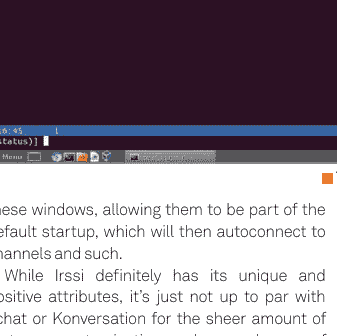 16:45 1
status)]
Menu
hese windows, allowing them to be part of the
efault startup, which will then autoconnect to
hannels and such.
While Irssi definitely has its unique and
ositive attributes, it's just not up to par with
chat or Konversation for the sheer amount of